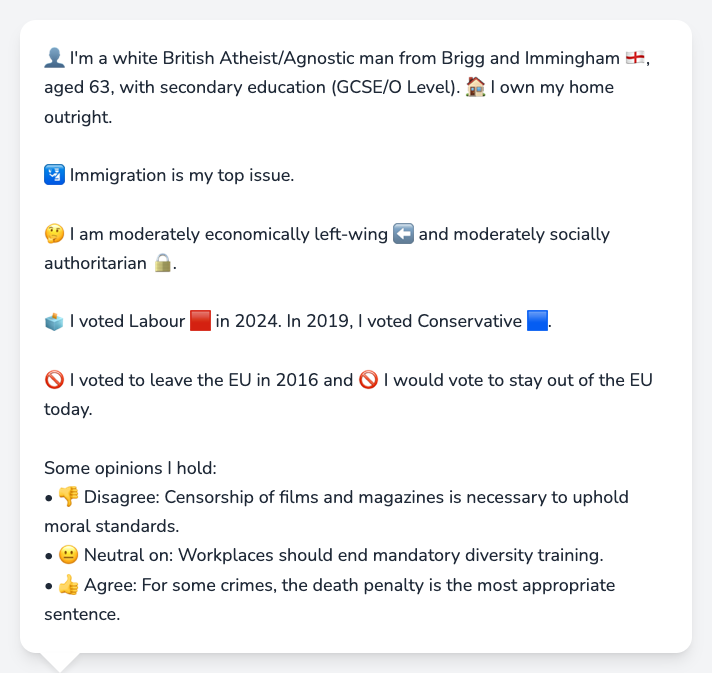 👤 I'm a white British Atheist/Agnostic man from Brigg and Immingham 🏴󠁧󠁢󠁥󠁮󠁧󠁿,
aged 63, with secondary education (GCSE/O Level). 🏠 I own my home
outright.
🛂 Immigration is my top issue.
🤔 I am moderately economically left-wing ⬅️ and moderately socially
authoritarian 🔒.
🗳️ I voted Labour 🟥 in 2024. In 2019, I voted Conservative 🟦.
🚫 I voted to leave the EU in 2016 and 🚫 I would vote to stay out of the EU
today.
Some opinions I hold:
• 👎 Disagree: Censorship of films and magazines is necessary to uphold
moral standards.
• 😐 Neutral on: Workplaces should end mandatory diversity training.
• 👍 Agree: For some crimes, the death penalty is the most appropriate
sentence.